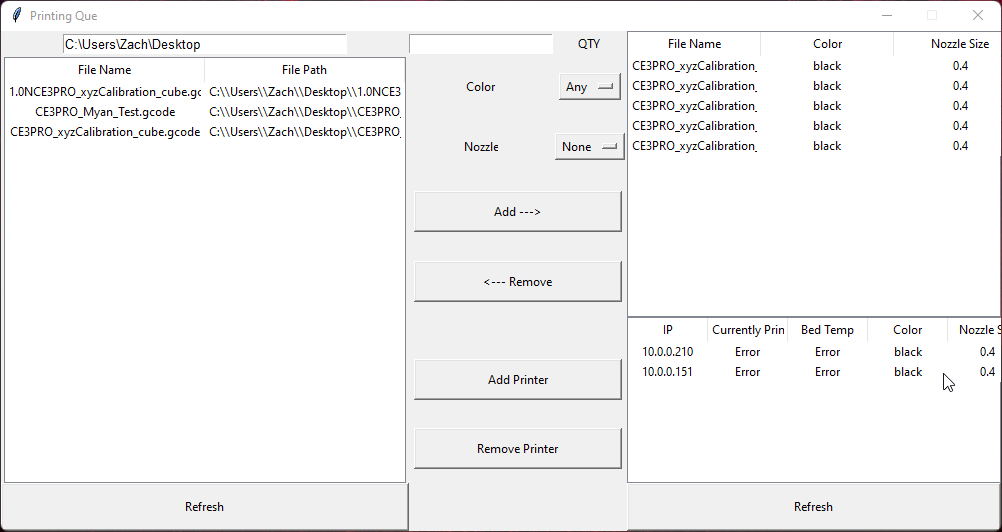 Printing Que
C:\Users\Zach\Desktop
QTY
File Name File Path
1.0NCE3PRO_xyzCalibration_cube.gc C:\\Users\\Zach\\Desktop\\1.0NCE3
CE3PRO_Myan_Test.gcode C:\\Users\\Zach\\Desktop\\CE3PRO_
CE3PRO_xyzCalibration_cube.gcode C:\\Users\\Zach\\Desktop\\CE3PRO_
Refresh
Color Any
Nozzle None
Add --->
<--- Remove
Add Printer
Remove Printer
File Name Color Nozzle Size
CE3PRO_xyzCalibration_ black 0.4
CE3PRO_xyzCalibration_ black 0.4
CE3PRO_xyzCalibration_ black 0.4
CE3PRO_xyzCalibration_ black 0.4
CE3PRO_xyzCalibration_ black 0.4
IP Currently Prin Bed Temp Color Nozzle S
10.0.0.210 Error Error black 0.4
10.0.0.151 Error Error black 0.4
Refresh